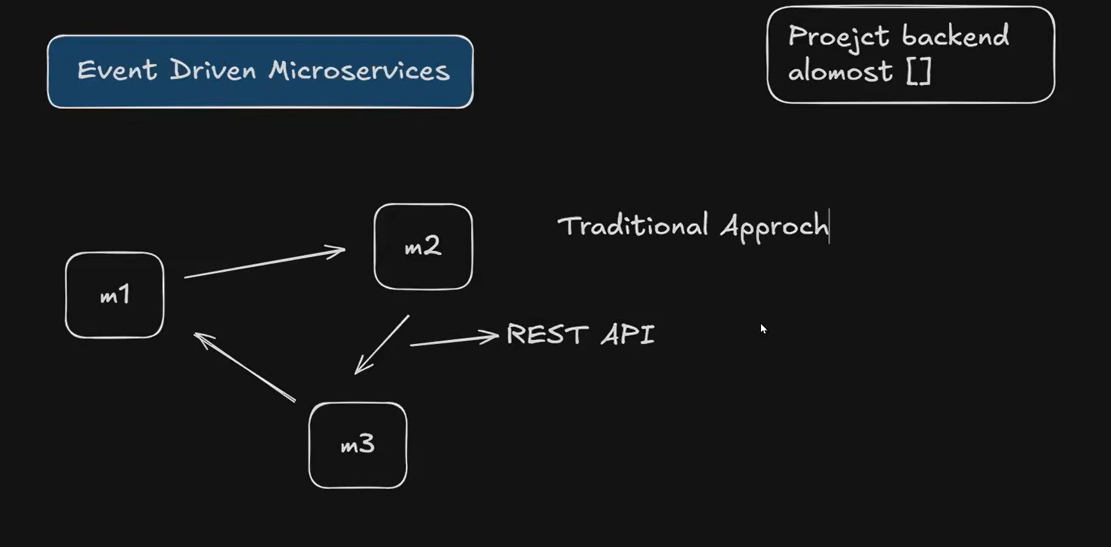 Event Driven Microservices
Proejct backend
alomost []
m1
m2
Traditional Approch
REST API
m3